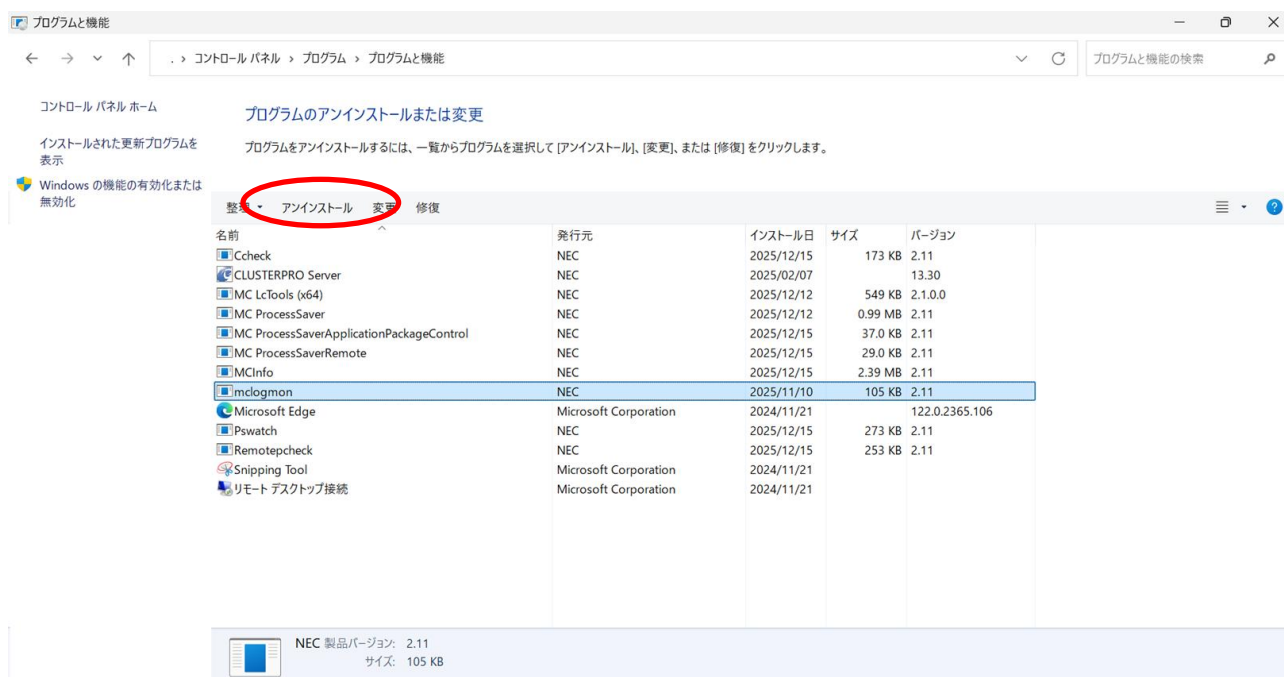 プログラムと機能
. › コントロール パネル › プログラム › プログラムと機能
プログラムと機能の検索
コントロール パネル ホーム
インストールされた更新プログラムを
表示
Windows の機能の有効化または
無効化
プログラムのアンインストールまたは変更
プログラムをアンインストールするには、一覧からプログラムを選択して [アンインストール]、[変更]、または [修復] をクリックします。
整理 アンインストール 変更 修復
名前 発行元 インストール日 サイズ バージョン
Ccheck NEC 2025/12/15 173 KB 2.11
CLUSTERPRO Server NEC 2025/02/07 13.30
MC LcTools (x64) NEC 2025/12/12 549 KB 2.1.0.0
MC ProcessSaver NEC 2025/12/12 0.99 MB 2.11
MC ProcessSaverApplicationPackageControl NEC 2025/12/15 37.0 KB 2.11
MC ProcessSaverRemote NEC 2025/12/15 29.0 KB 2.11
MCInfo NEC 2025/12/15 2.39 MB 2.11
mclogmon NEC 2025/11/10 105 KB 2.11
Microsoft Edge Microsoft Corporation 2024/11/21 122.0.2365.106
Pswatch NEC 2025/12/15 273 KB 2.11
Remotepcheck NEC 2025/12/15 253 KB 2.11
Snipping Tool Microsoft Corporation 2024/11/21
リモート デスクトップ接続 Microsoft Corporation 2024/11/21
NEC 製品バージョン: 2.11
サイズ: 105 KB